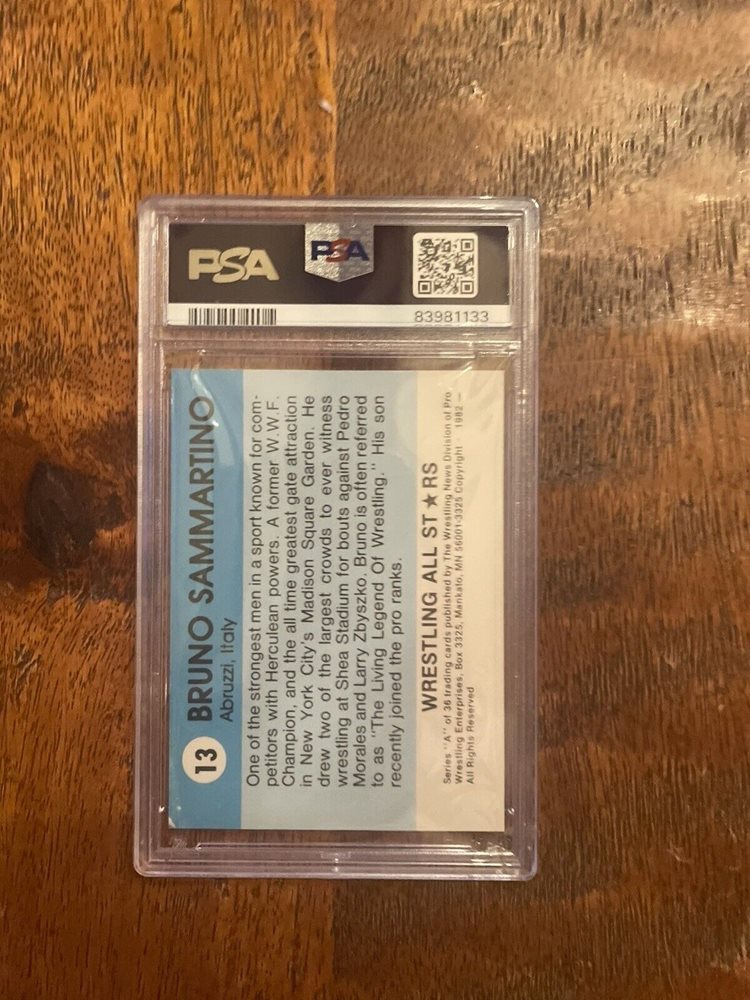 PSA
PSA
83981133
13
BRUNO SAMMARTINO
Abruzzi, Italy
One of the strongest men in a sport known for com-
petitors with Herculean powers. A former W.W.F.
Champion, and the all time greatest gate attraction
in New York City's Madison Square Garden. He
drew two of the largest crowds to ever witness
wrestling at Shea Stadium for bouts against Pedro
Morales and Larry Zbyszko. Bruno is often referred
to as "The Living Legend Of Wrestling." His son
recently joined the pro ranks.
WRESTLING ALL ST★RS
Series "A" of 36 trading cards published by The Wrestling News Division of Pro
Wrestling Enterprises, Box 3325, Mankato, MN 56001-3325 Copyright 1982 —
All Rights Reserved